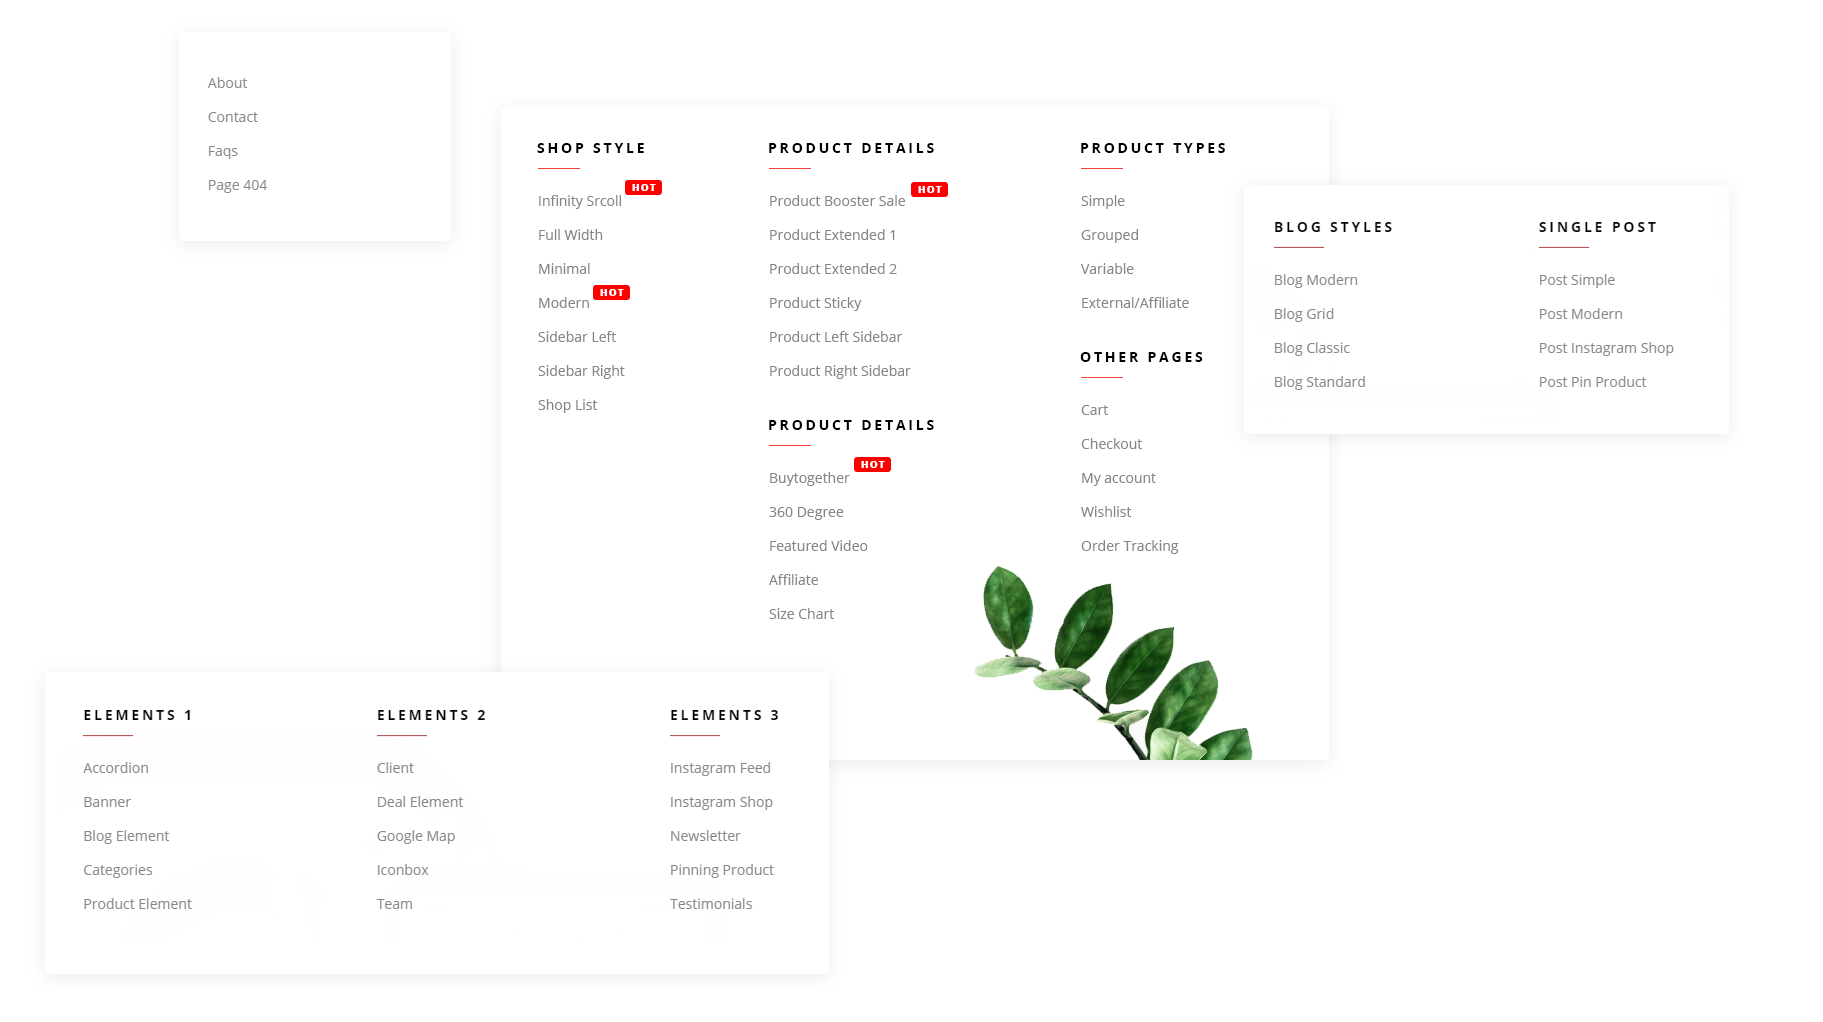 About
Contact
Faqs
Page 404
SHOP STYLE
Infinity Srcoll HOT
Full Width
Minimal
Modern HOT
Sidebar Left
Sidebar Right
Shop List
PRODUCT DETAILS
Product Booster Sale HOT
Product Extended 1
Product Extended 2
Product Sticky
Product Left Sidebar
Product Right Sidebar
PRODUCT DETAILS
Buytogether HOT
360 Degree
Featured Video
Affiliate
Size Chart
PRODUCT TYPES
Simple
Grouped
Variable
External/Affiliate
OTHER PAGES
Cart
Checkout
My account
Wishlist
Order Tracking
BLOG STYLES
Blog Modern
Blog Grid
Blog Classic
Blog Standard
SINGLE POST
Post Simple
Post Modern
Post Instagram Shop
Post Pin Product
ELEMENTS 1
Accordion
Banner
Blog Element
Categories
Product Element
ELEMENTS 2
Client
Deal Element
Google Map
Iconbox
Team
ELEMENTS 3
Instagram Feed
Instagram Shop
Newsletter
Pinning Product
Testimonials